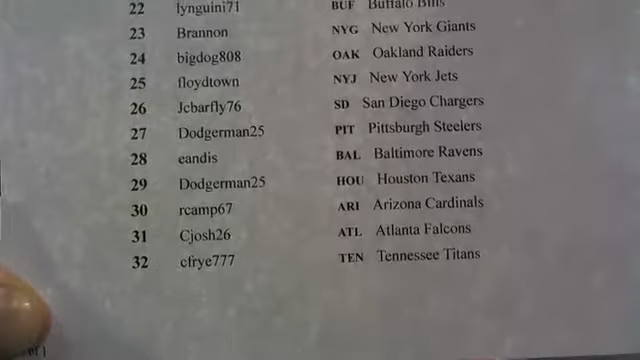 22 lynguini71 BUF Buffalo Bills
23 Brannon NYG New York Giants
24 bigdog808 OAK Oakland Raiders
25 floydtown NYJ New York Jets
26 Jcbarfly76 SD San Diego Chargers
27 Dodgerman25 PIT Pittsburgh Steelers
28 eandis BAL Baltimore Ravens
29 Dodgerman25 HOU Houston Texans
30 rcamp67 ARI Arizona Cardinals
31 Cjosh26 ATL Atlanta Falcons
32 cfrye777 TEN Tennessee Titans
of 1